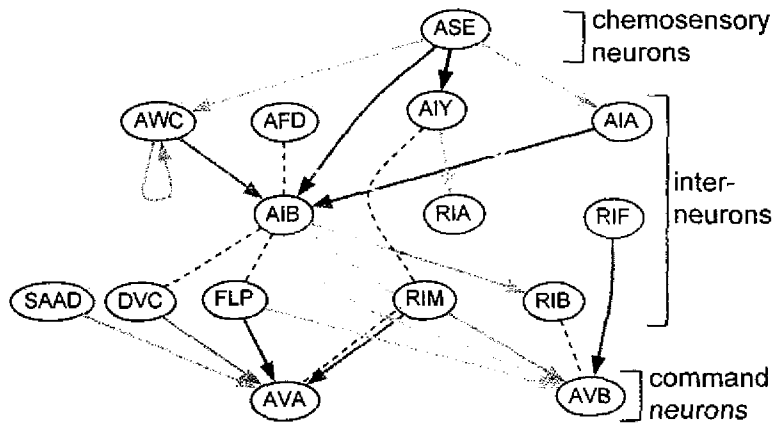 ASE
chemosensory
neurons
AWC
AFD
AIY
AIA
inter-
neurons
AIB
RIA
RIF
SAAD
DVC
FLP
RIM
RIB
AVA
AVB
command
neurons